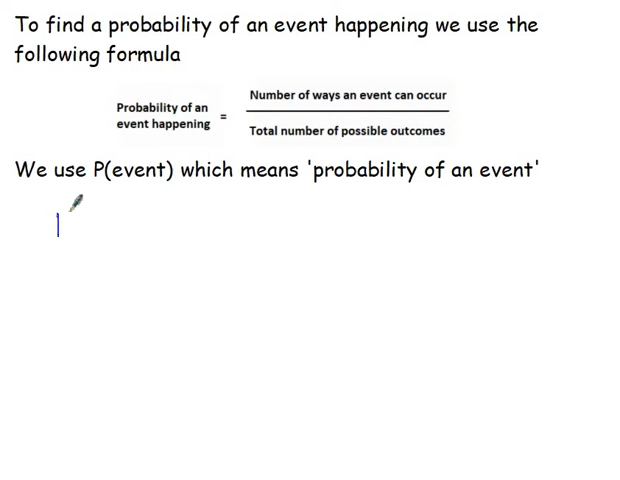 To find a probability of an event happening we use the
following formula
Probability of an
event happening
=
Number of ways an event can occur
Total number of possible outcomes
We use P(event) which means 'probability of an event'